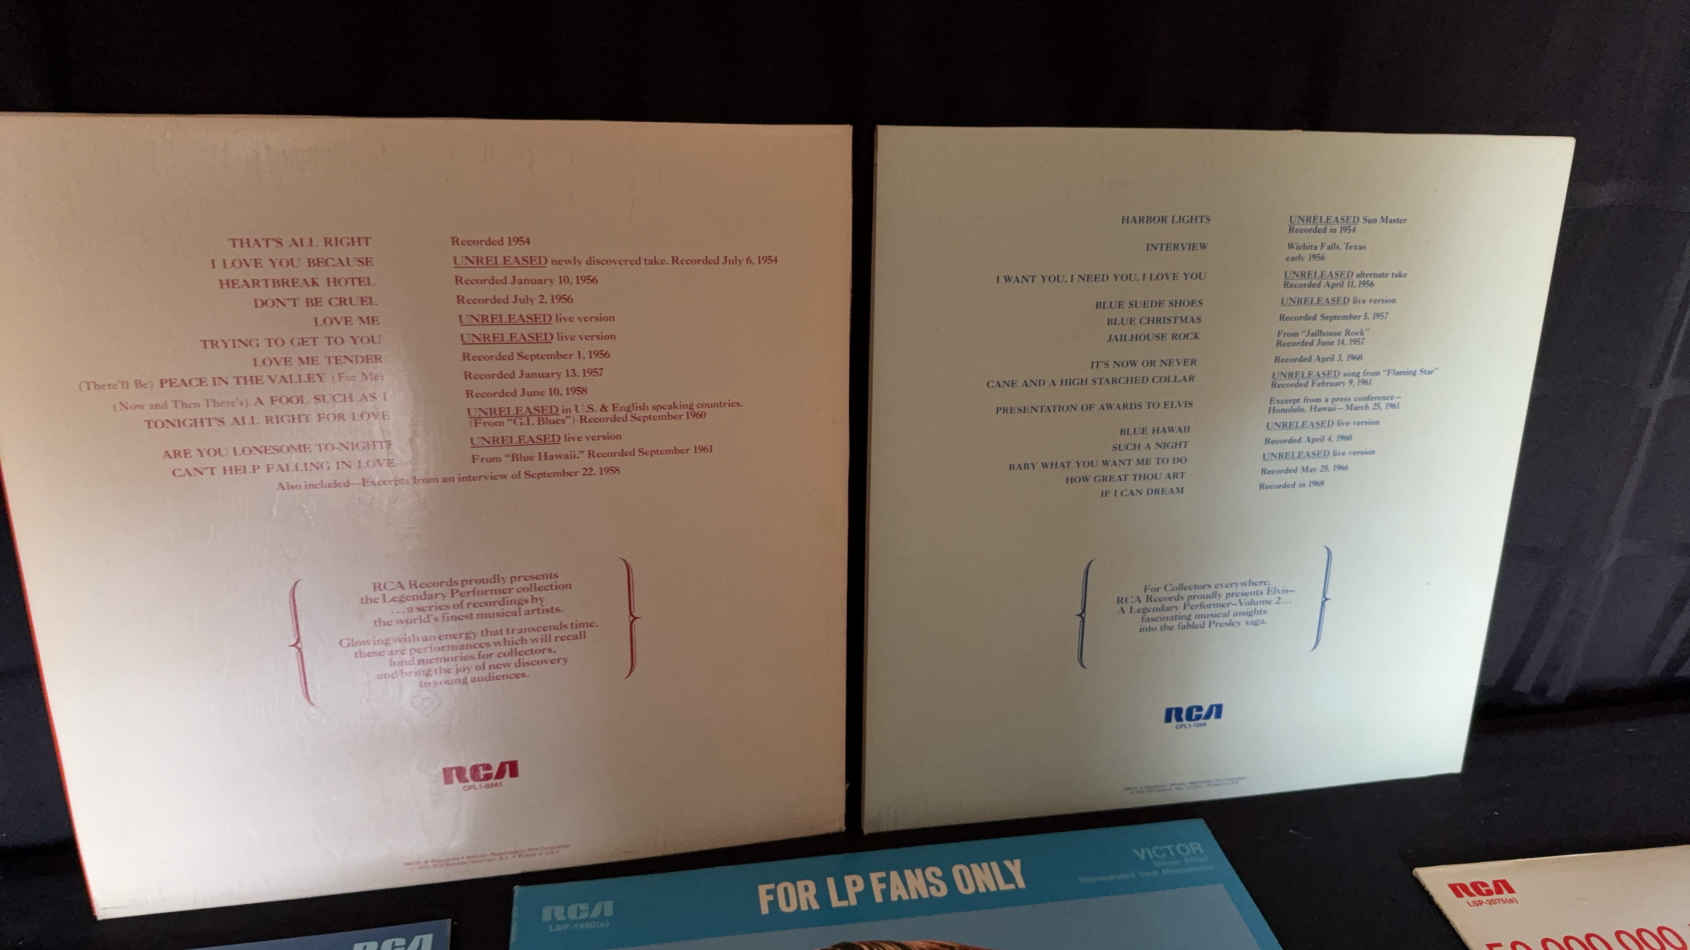 THAT'S ALL RIGHT Recorded 1954
I LOVE YOU BECAUSE UNRELEASED newly discovered take. Recorded July 6, 1954
HEARTBREAK HOTEL Recorded January 10, 1956
DON'T BE CRUEL Recorded July 2, 1956
LOVE ME UNRELEASED live version
TRYING TO GET TO YOU UNRELEASED live version
LOVE ME TENDER Recorded September 1, 1956
(There'll Be) PEACE IN THE VALLEY (For Me) Recorded January 13, 1957
(Now and Then There's) A FOOL SUCH AS I Recorded June 10, 1958
TONIGHT'S ALL RIGHT FOR LOVE UNRELEASED in U.S. & English speaking countries.
(From "G.I. Blues") Recorded September 1960
ARE YOU LONESOME TO-NIGHT? UNRELEASED live version
CAN'T HELP FALLING IN LOVE From "Blue Hawaii." Recorded September 1961
Also included—Excerpts from an interview of September 22, 1958
RCA Records proudly presents
the Legendary Performer collection
...a series of recordings by
the world's finest musical artists.
Glowing with an energy that transcends time,
these are performances which will recall
fond memories for collectors,
and bring the joy of new discovery
to young audiences.
RCA
CPL1-0341
HARBOR LIGHTS UNRELEASED Sun Master
Recorded in 1954
INTERVIEW Wichita Falls, Texas
early 1956
I WANT YOU, I NEED YOU, I LOVE YOU UNRELEASED alternate take
Recorded April 11, 1956
BLUE SUEDE SHOES UNRELEASED live version
BLUE CHRISTMAS Recorded September 5, 1957
JAILHOUSE ROCK From "Jailhouse Rock"
Recorded June 14, 1957
IT'S NOW OR NEVER Recorded April 3, 1960
CANE AND A HIGH STARCHED COLLAR UNRELEASED song from "Flaming Star"
Recorded February 9, 1961
PRESENTATION OF AWARDS TO ELVIS Excerpt from a press conference—
Honolulu, Hawaii—March 25, 1961
BLUE HAWAII UNRELEASED live version
SUCH A NIGHT Recorded April 4, 1960
BABY WHAT YOU WANT ME TO DO UNRELEASED live version
HOW GREAT THOU ART Recorded May 25, 1966
IF I CAN DREAM Recorded in 1968
For Collectors everywhere,
RCA Records proudly presents Elvis—
A Legendary Performer—Volume 2...
fascinating musical insights
into the fabled Presley saga.
RCA
CPL1-1349
RCA
RCA
LSP-1990(e)
FOR LP FANS ONLY
VICTOR
RCA
LSP-2075(e)
50,000,000